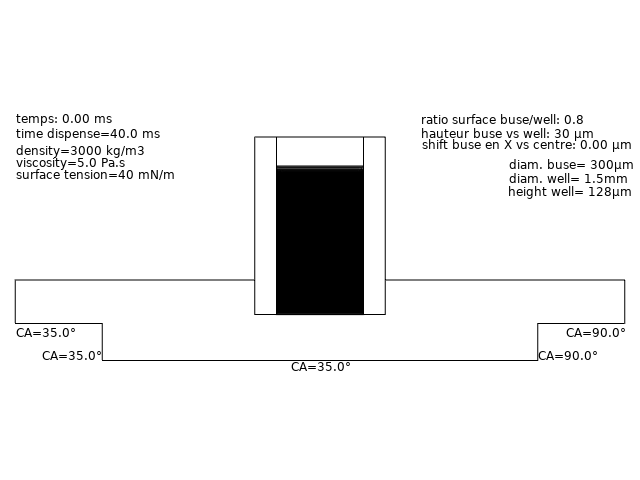 temps: 0.00 ms
time dispense=40.0 ms
density=3000 kg/m3
viscosity=5.0 Pa.s
surface tension=40 mN/m
ratio surface buse/well: 0.8
hauteur buse vs well: 30 µm
shift buse en X vs centre: 0.00 µm
diam. buse= 300µm
diam. well= 1.5mm
height well= 128µm
CA=35.0°
CA=90.0°
CA=35.0°
CA=90.0°
CA=35.0°